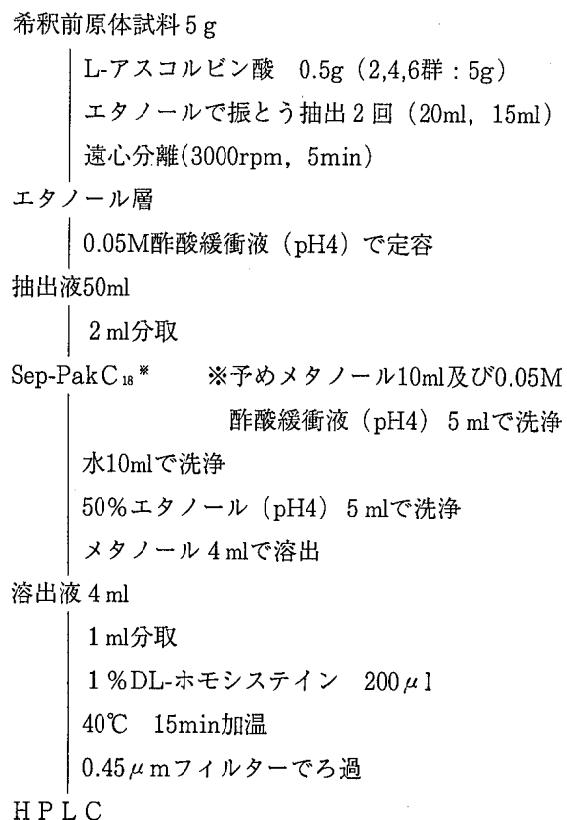 希釈前原体試料5g
L-アスコルビン酸 0.5g（2,4,6群：5g）
エタノールで振とう抽出2回（20ml, 15ml）
遠心分離(3000rpm, 5min)
エタノール層
0.05M酢酸緩衝液（pH4）で定容
抽出液50ml
2ml分取
Sep-PakC₁₈※ ※予めメタノール10ml及び0.05M
酢酸緩衝液（pH4）5mlで洗浄
水10mlで洗浄
50%エタノール（pH4）5mlで洗浄
メタノール4mlで溶出
溶出液4ml
1ml分取
1%DL-ホモシステイン 200μl
40℃ 15min加温
0.45μmフィルターでろ過
HPLC